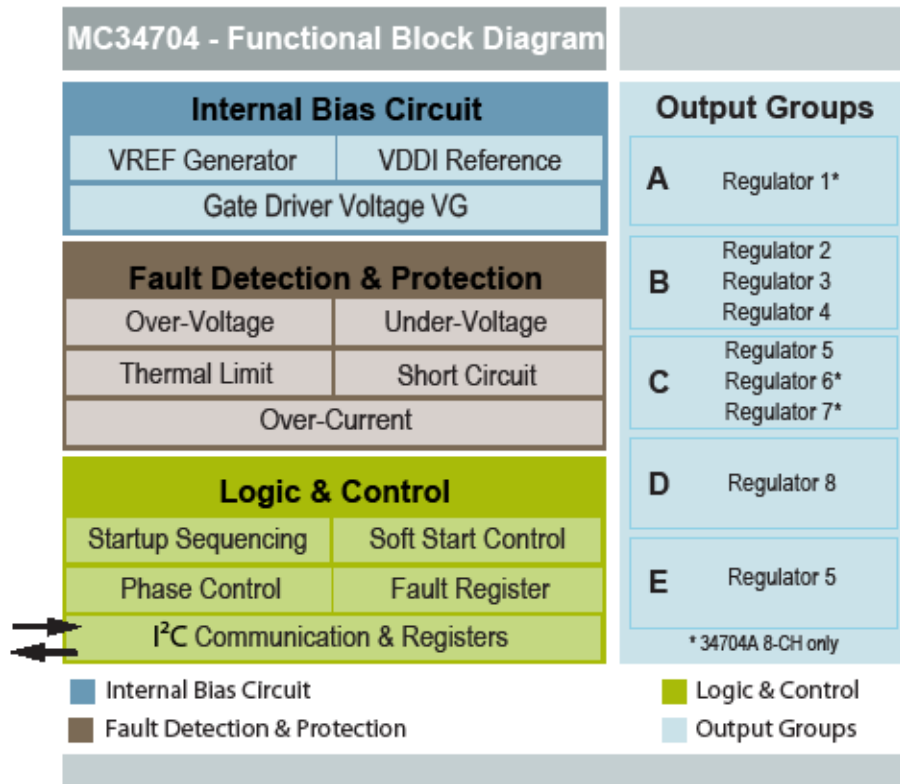 MC34704 - Functional Block Diagram
Internal Bias Circuit
VREF Generator
VDDI Reference
Gate Driver Voltage VG
Fault Detection & Protection
Over-Voltage
Under-Voltage
Thermal Limit
Short Circuit
Over-Current
Logic & Control
Startup Sequencing
Soft Start Control
Phase Control
Fault Register
I²C Communication & Registers
Output Groups
A
Regulator 1*
B
Regulator 2
Regulator 3
Regulator 4
C
Regulator 5
Regulator 6*
Regulator 7*
D
Regulator 8
E
Regulator 5
* 34704A 8-CH only
Internal Bias Circuit
Fault Detection & Protection
Logic & Control
Output Groups